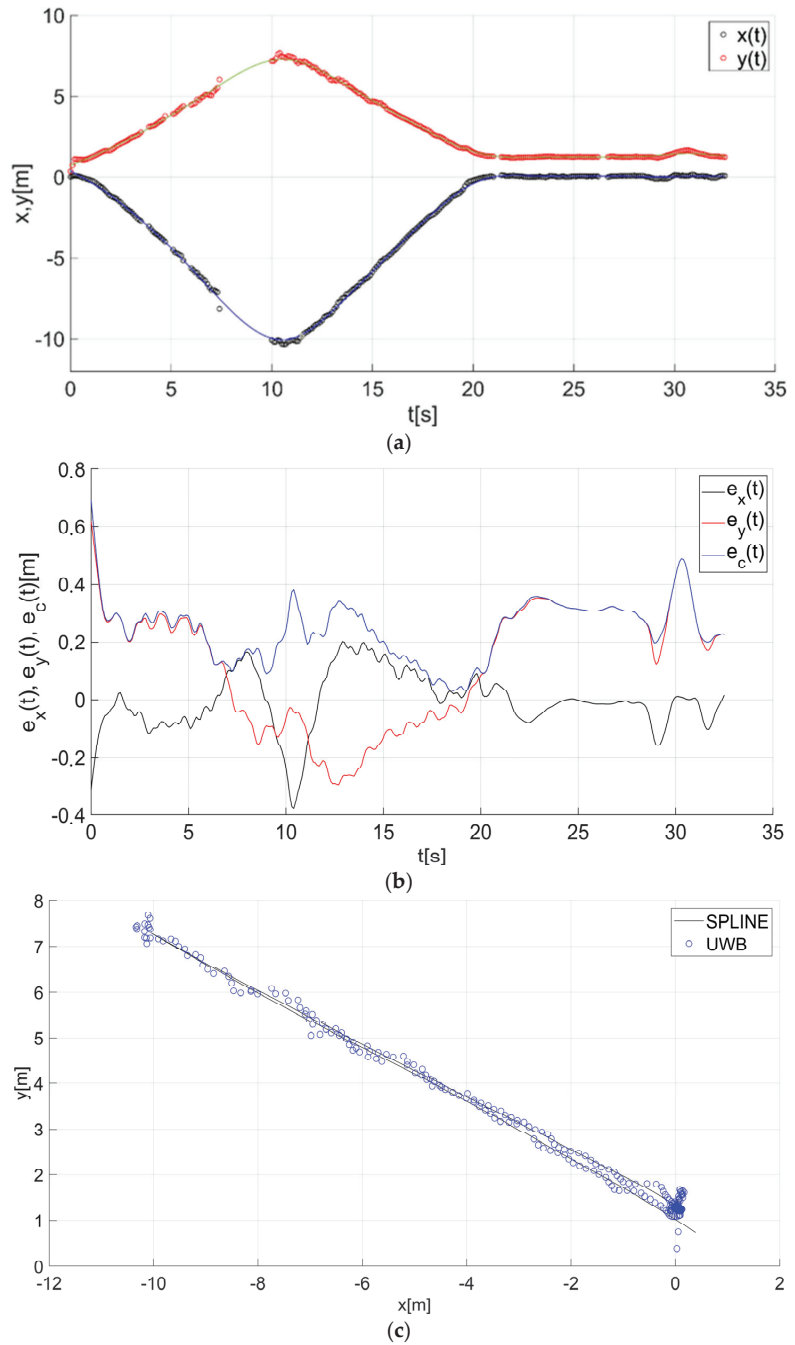 10
5
0
-5
-10
x,y[m]
x(t)
y(t)
0 5 10 15 20 25 30 35
t[s]
(a)
0.8
0.6
0.4
0.2
0
-0.2
-0.4
e_x(t), e_y(t), e_c(t)[m]
e_x(t)
e_y(t)
e_c(t)
0 5 10 15 20 25 30 35
t[s]
(b)
8
7
6
5
4
3
2
1
0
y[m]
SPLINE
UWB
-12 -10 -8 -6 -4 -2 0 2
x[m]
(c)